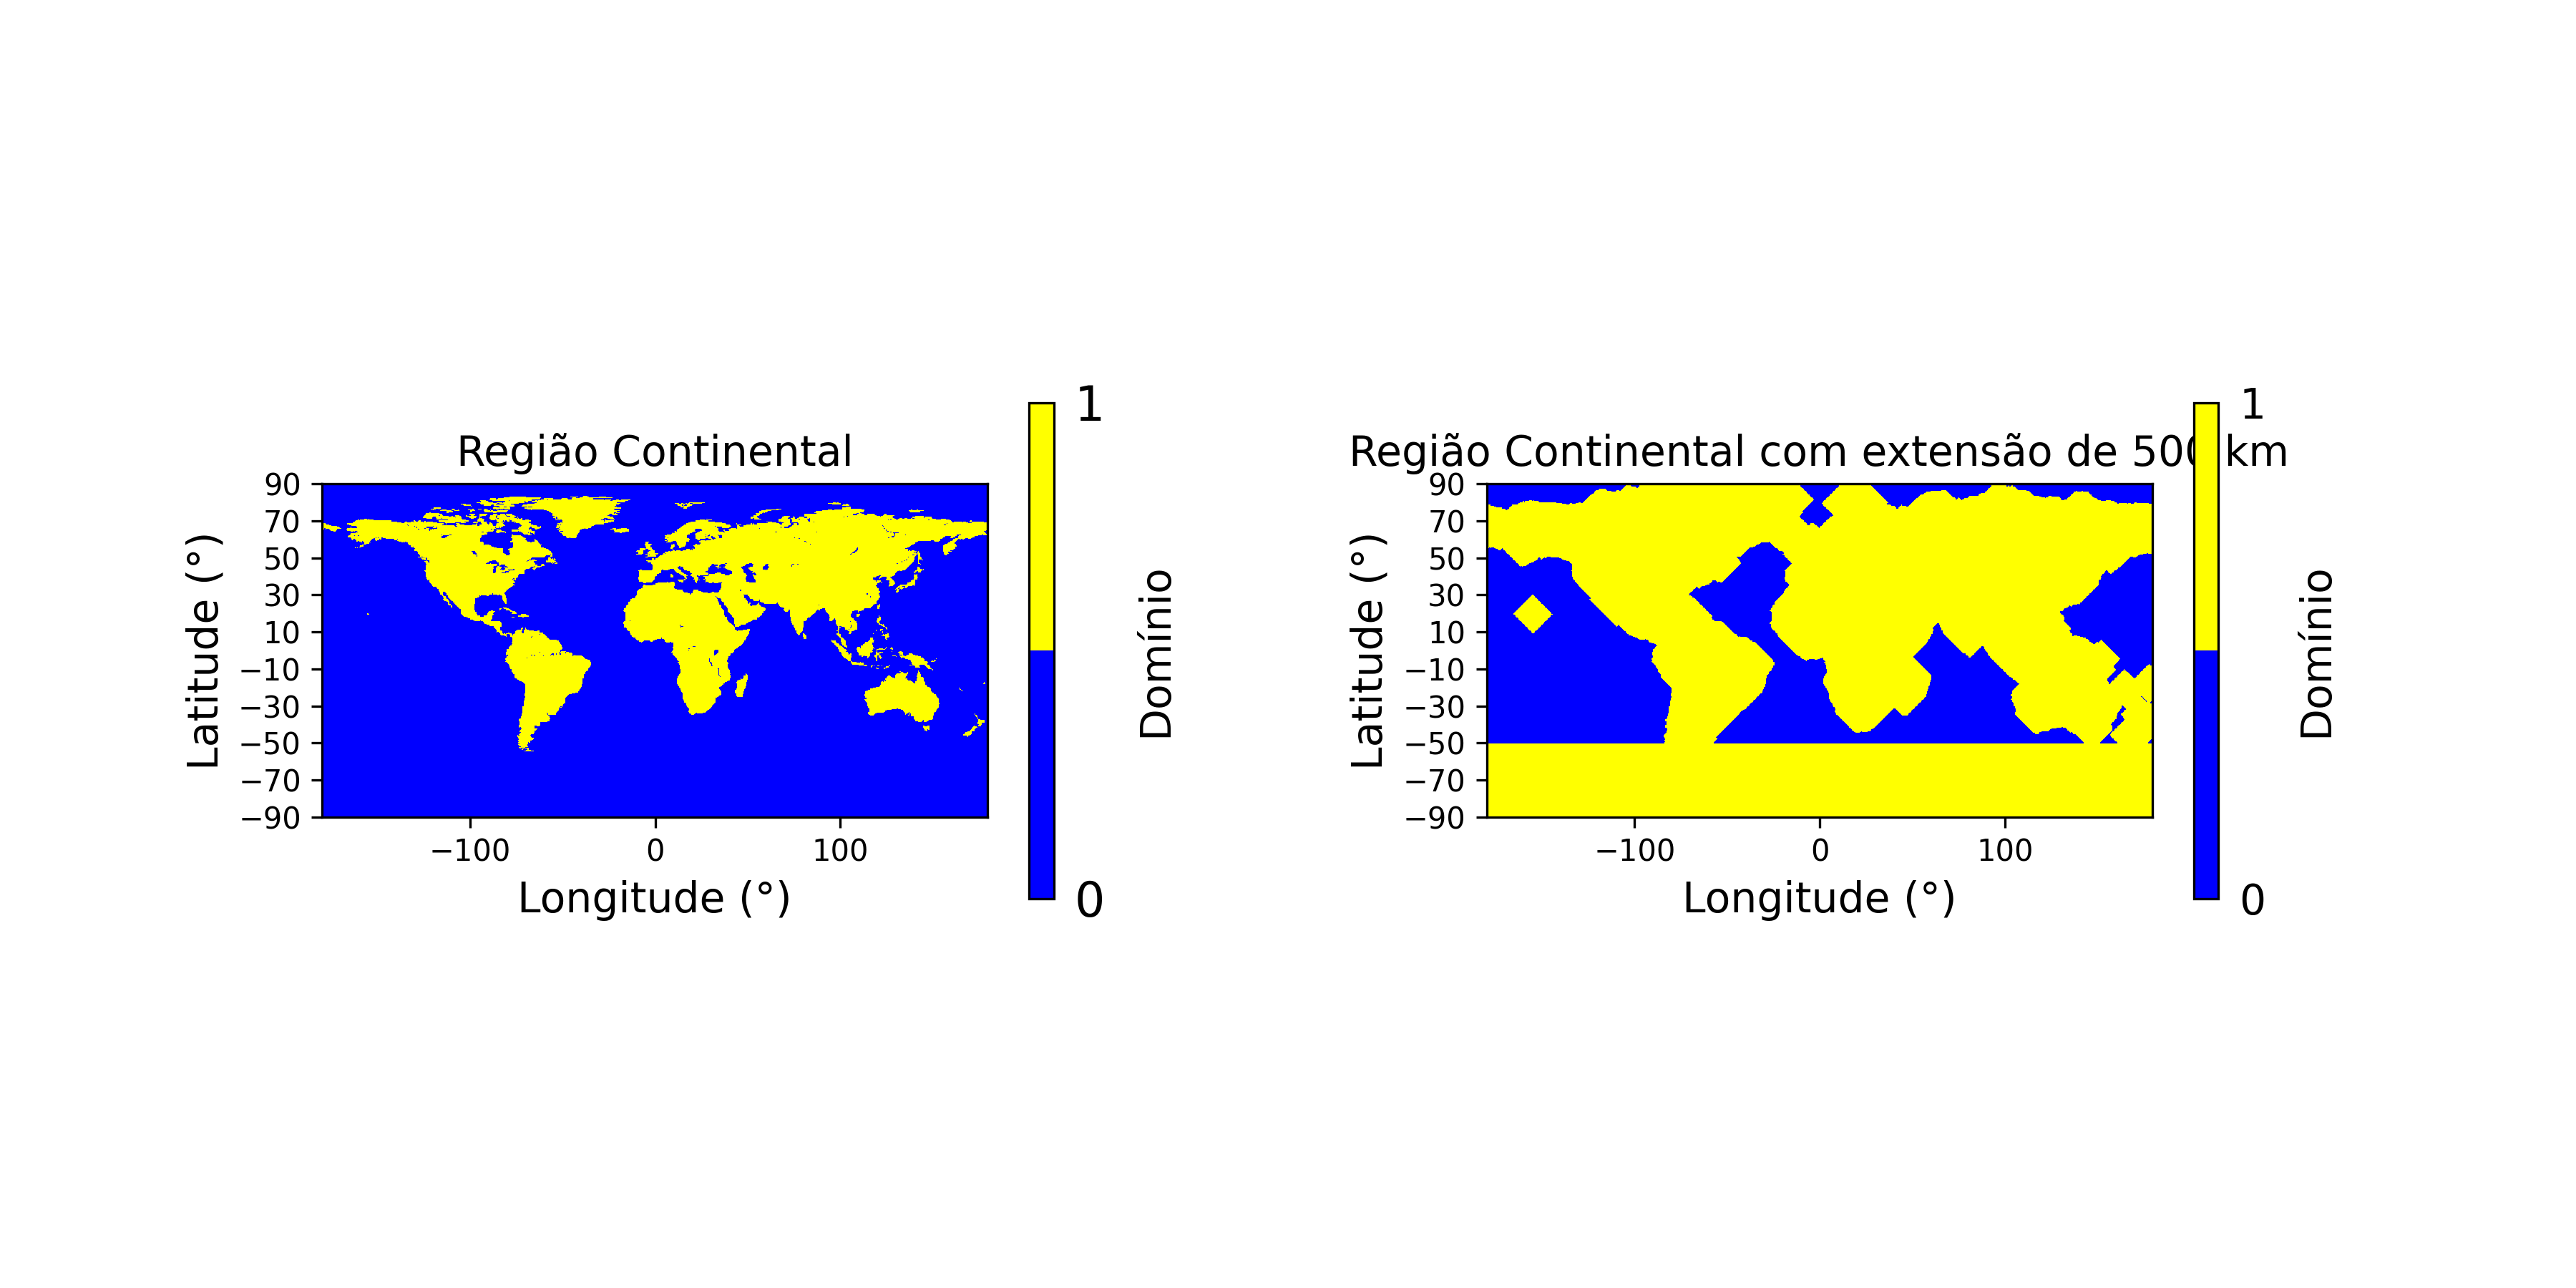 Região Continental
90
70
50
30
10
−10
−30
−50
−70
−90
Latitude (°)
−100 0 100
Longitude (°)
1
0
Domínio
Região Continental com extensão de 500 km
90
70
50
30
10
−10
−30
−50
−70
−90
Latitude (°)
−100 0 100
Longitude (°)
1
0
Domínio